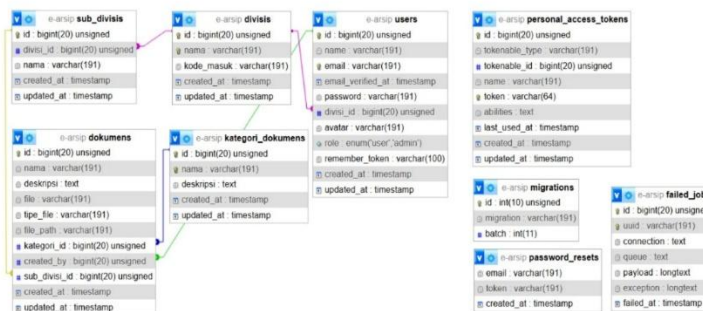 e-arsip sub_divisis
id : bigint(20) unsigned
divisi_id : bigint(20) unsigned
nama : varchar(191)
created_at : timestamp
updated_at : timestamp
e-arsip divisis
id : bigint(20) unsigned
nama : varchar(191)
kode_masuk : varchar(191)
created_at : timestamp
updated_at : timestamp
e-arsip users
id : bigint(20) unsigned
name : varchar(191)
email : varchar(191)
email_verified_at : timestamp
password : varchar(191)
divisi_id : bigint(20) unsigned
avatar : varchar(191)
role : enum('user','admin')
remember_token : varchar(100)
created_at : timestamp
updated_at : timestamp
e-arsip personal_access_tokens
id : bigint(20) unsigned
tokenable_type : varchar(191)
tokenable_id : bigint(20) unsigned
name : varchar(191)
token : varchar(64)
abilities : text
last_used_at : timestamp
created_at : timestamp
updated_at : timestamp
e-arsip dokumens
id : bigint(20) unsigned
nama : varchar(191)
deskripsi : text
file : varchar(191)
tipe_file : varchar(191)
file_path : varchar(191)
kategori_id : bigint(20) unsigned
created_by : bigint(20) unsigned
sub_divisi_id : bigint(20) unsigned
created_at : timestamp
updated_at : timestamp
e-arsip kategori_dokumens
id : bigint(20) unsigned
nama : varchar(191)
deskripsi : text
created_at : timestamp
updated_at : timestamp
e-arsip migrations
id : int(10) unsigned
migration : varchar(191)
batch : int(11)
e-arsip password_resets
email : varchar(191)
token : varchar(191)
created_at : timestamp
e-arsip failed_job
id : bigint(20) unsigned
uuid : varchar(191)
connection : text
queue : text
payload : longtext
exception : longtext
failed_at : timestamp